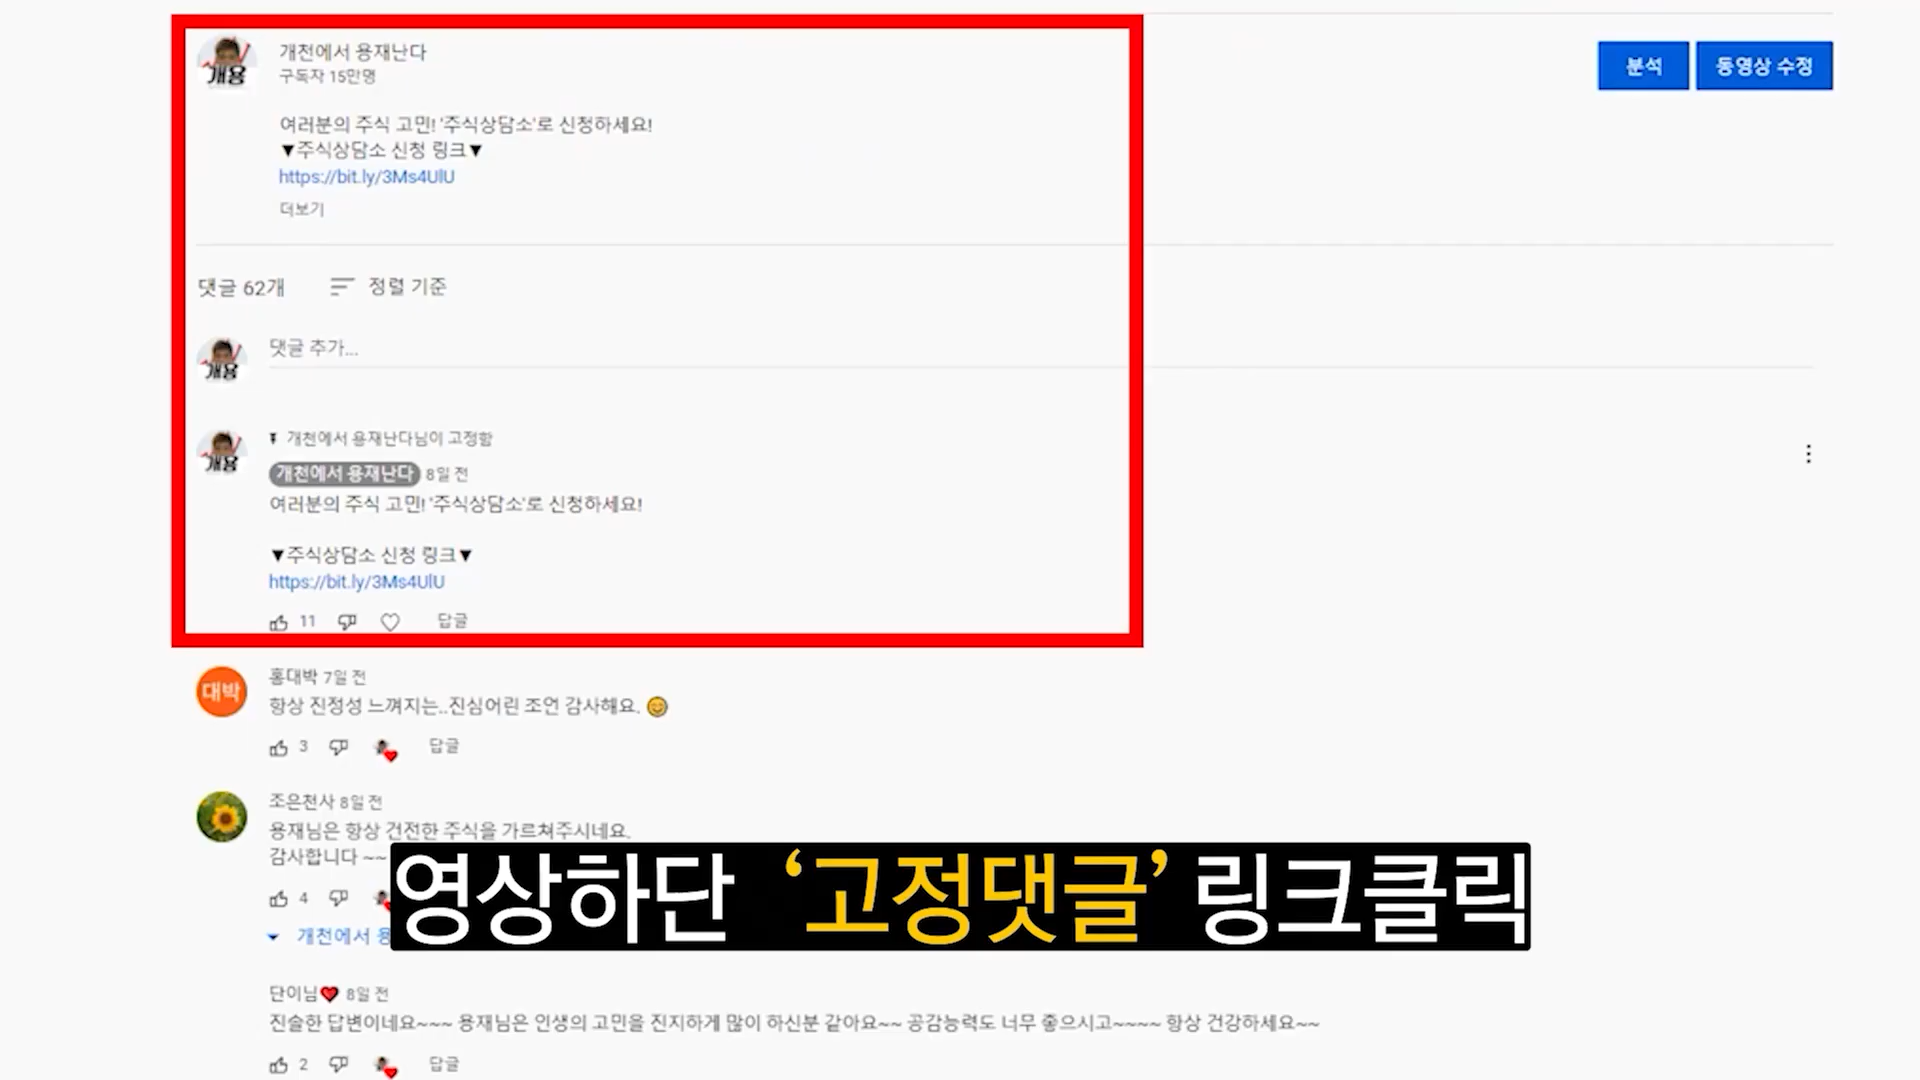 개용
개천에서 용재난다
구독자 15만명
분석
동영상 수정
여러분의 주식 고민! '주식상담소'로 신청하세요!
▼주식상담소 신청 링크▼
https://bit.ly/3Ms4UlU
더보기
댓글 62개
정렬 기준
개용
댓글 추가...
개용
개천에서 용재난다님이 고정함
개천에서 용재난다 8일 전
여러분의 주식 고민! '주식상담소'로 신청하세요!
▼주식상담소 신청 링크▼
https://bit.ly/3Ms4UlU
11 답글
대박
홍대박 7일 전
항상 진정성 느껴지는..진심어린 조언 감사해요. 😊
3 답글
조은천사 8일 전
용재님은 항상 건전한 주식을 가르쳐주시네요.
감사합니다 ~~
4
개천에서 용
영상하단 ‘고정댓글’ 링크클릭
단이님❤ 8일 전
진솔한 답변이네요~~~ 용재님은 인생의 고민을 진지하게 많이 하신분 같아요~~ 공감능력도 너무 좋으시고~~~~ 항상 건강하세요~~
2 답글